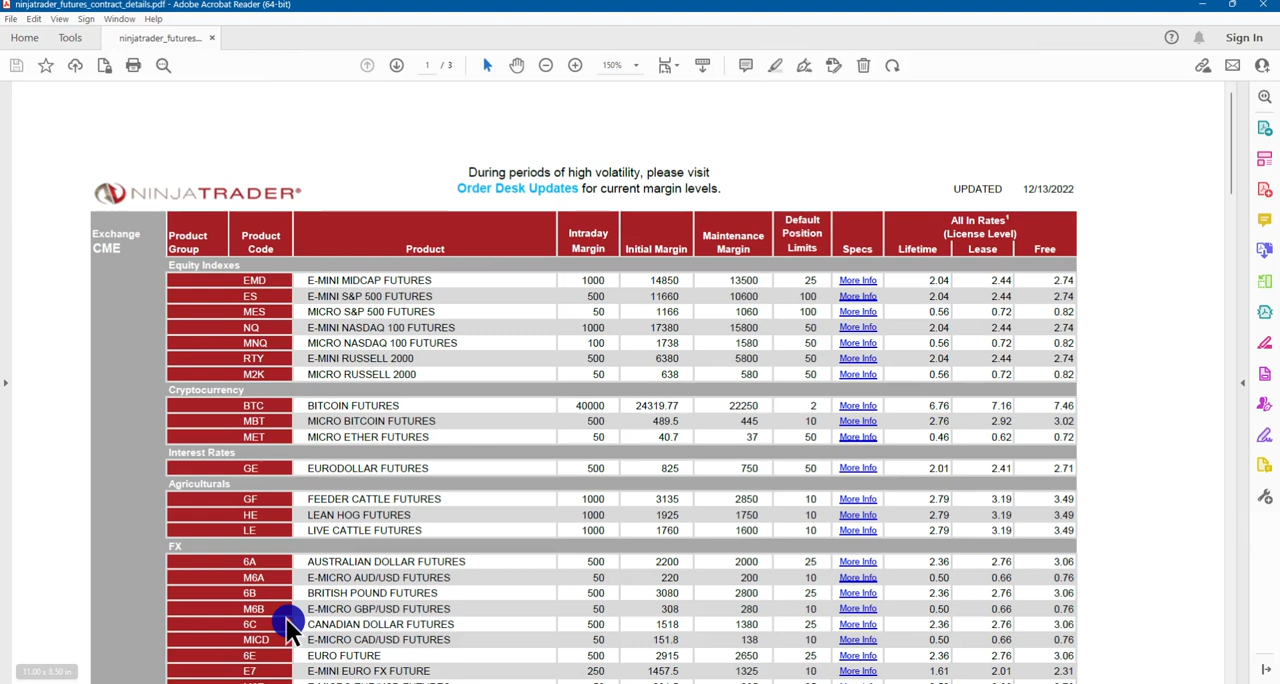 ninjatrader_futures_contract_details.pdf - Adobe Acrobat Reader (64-bit)
File Edit View Sign Window Help
Home Tools ninjatrader_futures... × Sign In
1 / 3 150%
During periods of high volatility, please visit
NINJATRADER® Order Desk Updates for current margin levels. UPDATED 12/13/2022
Exchange CME Product Group Product Code Product Intraday Margin Initial Margin Maintenance Margin Default Position Limits Specs All In Rates¹ (License Level) Lifetime Lease Free
Equity Indexes
EMD E-MINI MIDCAP FUTURES 1000 14850 13500 25 More Info 2.04 2.44 2.74
ES E-MINI S&P 500 FUTURES 500 11660 10600 100 More Info 2.04 2.44 2.74
MES MICRO S&P 500 FUTURES 50 1166 1060 100 More Info 0.56 0.72 0.82
NQ E-MINI NASDAQ 100 FUTURES 1000 17380 15800 50 More Info 2.04 2.44 2.74
MNQ MICRO NASDAQ 100 FUTURES 100 1738 1580 50 More Info 0.56 0.72 0.82
RTY E-MINI RUSSELL 2000 500 6380 5800 50 More Info 2.04 2.44 2.74
M2K MICRO RUSSELL 2000 50 638 580 50 More Info 0.56 0.72 0.82
Cryptocurrency
BTC BITCOIN FUTURES 40000 24319.77 22250 2 More Info 6.76 7.16 7.46
MBT MICRO BITCOIN FUTURES 500 489.5 445 10 More Info 2.76 2.92 3.02
MET MICRO ETHER FUTURES 50 40.7 37 50 More Info 0.46 0.62 0.72
Interest Rates
GE EURODOLLAR FUTURES 500 825 750 50 More Info 2.01 2.41 2.71
Agriculturals
GF FEEDER CATTLE FUTURES 1000 3135 2850 10 More Info 2.79 3.19 3.49
HE LEAN HOG FUTURES 1000 1925 1750 10 More Info 2.79 3.19 3.49
LE LIVE CATTLE FUTURES 1000 1760 1600 10 More Info 2.79 3.19 3.49
FX
6A AUSTRALIAN DOLLAR FUTURES 500 2200 2000 25 More Info 2.36 2.76 3.06
M6A E-MICRO AUD/USD FUTURES 50 220 200 10 More Info 0.50 0.66 0.76
6B BRITISH POUND FUTURES 500 3080 2800 25 More Info 2.36 2.76 3.06
M6B E-MICRO GBP/USD FUTURES 50 308 280 10 More Info 0.50 0.66 0.76
6C CANADIAN DOLLAR FUTURES 500 1518 1380 25 More Info 2.36 2.76 3.06
MICD E-MICRO CAD/USD FUTURES 50 151.8 138 10 More Info 0.50 0.66 0.76
6E EURO FUTURE 500 2915 2650 25 More Info 2.36 2.76 3.06
E7 E-MINI EURO FX FUTURE 250 1457.5 1325 10 More Info 1.61 2.01 2.31
11.00 x 8.50 in